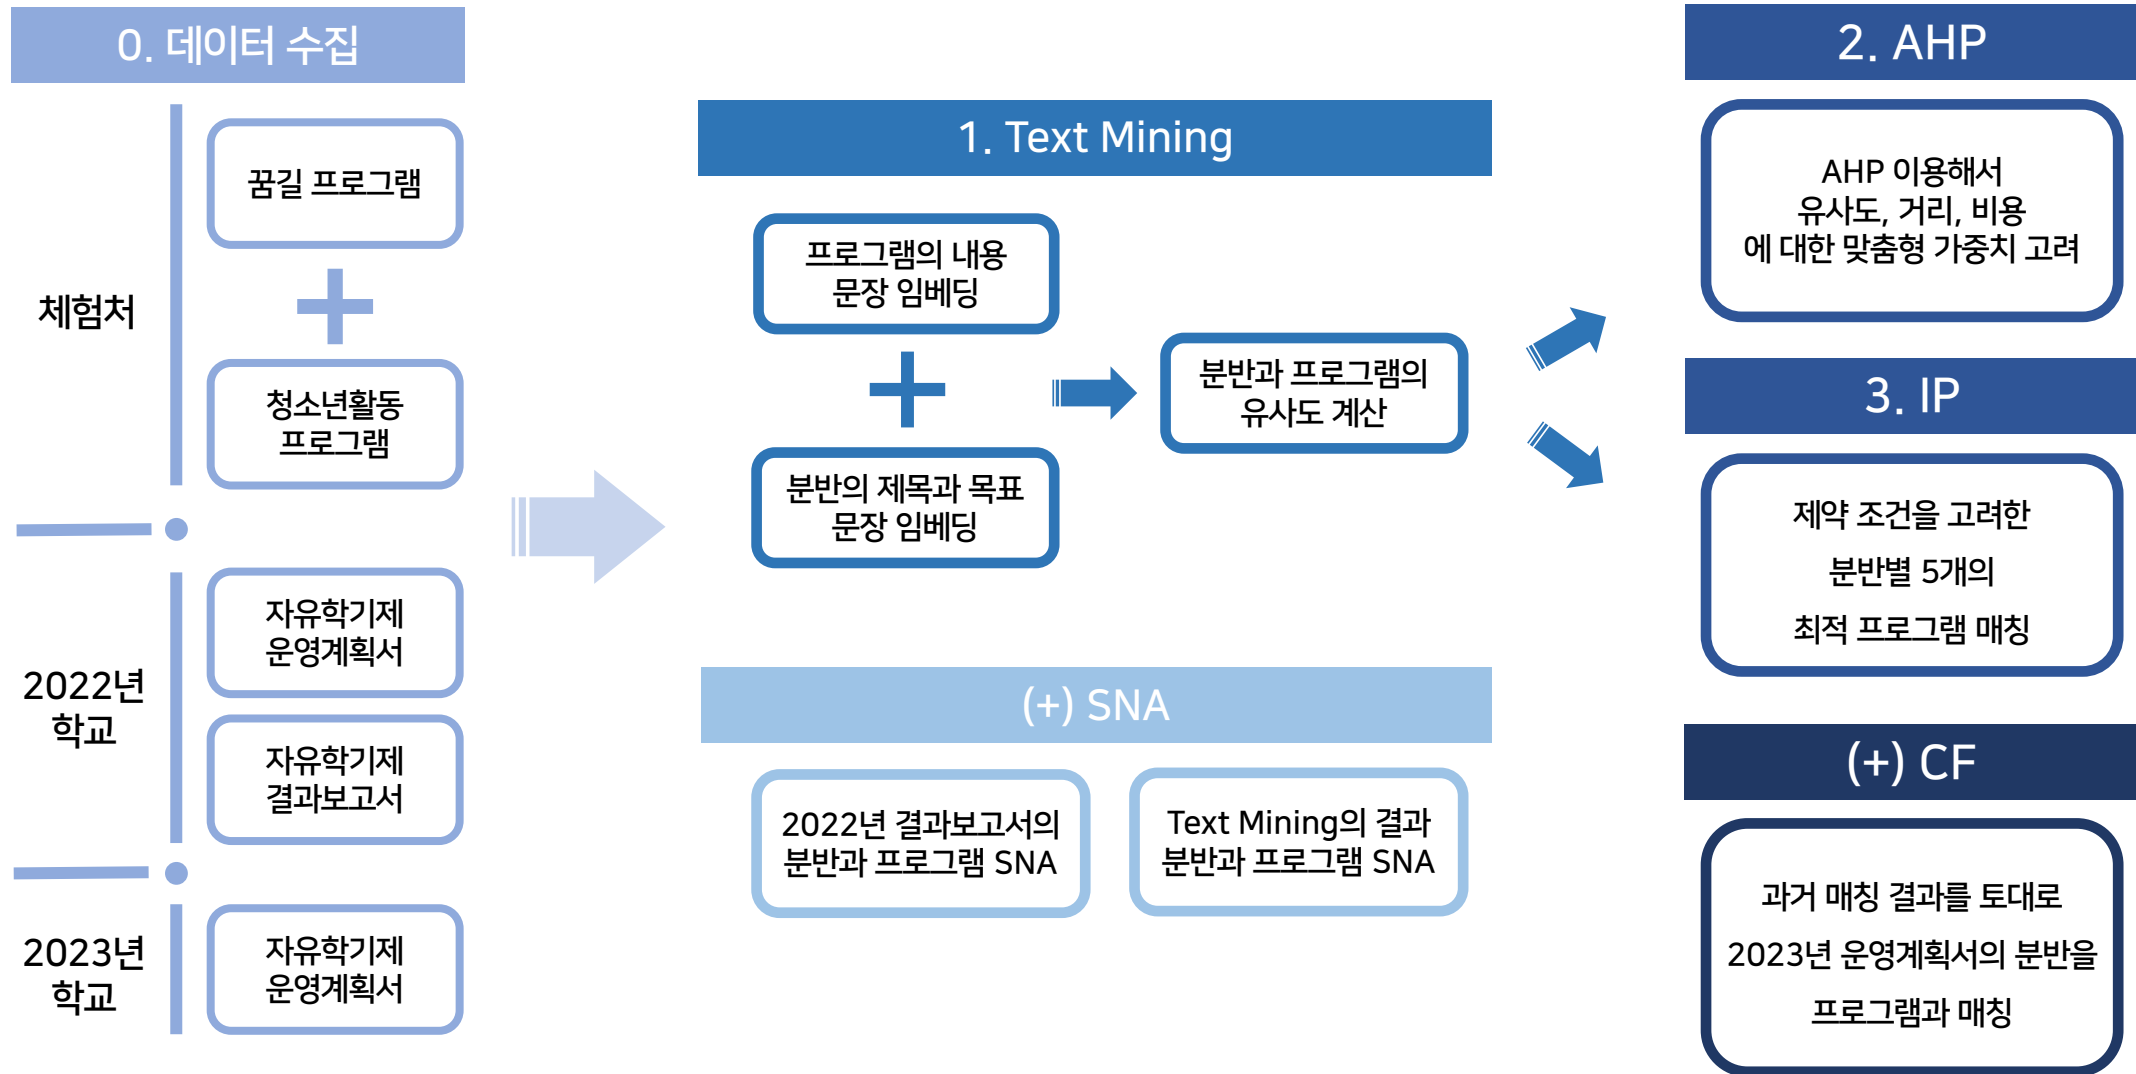 0. 데이터 수집
체험처
꿈길 프로그램
청소년활동
프로그램
2022년
학교
자유학기제
운영계획서
자유학기제
결과보고서
2023년
학교
자유학기제
운영계획서
1. Text Mining
프로그램의 내용
문장 임베딩
분반의 제목과 목표
문장 임베딩
분반과 프로그램의
유사도 계산
(+) SNA
2022년 결과보고서의
분반과 프로그램 SNA
Text Mining의 결과
분반과 프로그램 SNA
2. AHP
AHP 이용해서
유사도, 거리, 비용
에 대한 맞춤형 가중치 고려
3. IP
제약 조건을 고려한
분반별 5개의
최적 프로그램 매칭
(+) CF
과거 매칭 결과를 토대로
2023년 운영계획서의 분반을
프로그램과 매칭